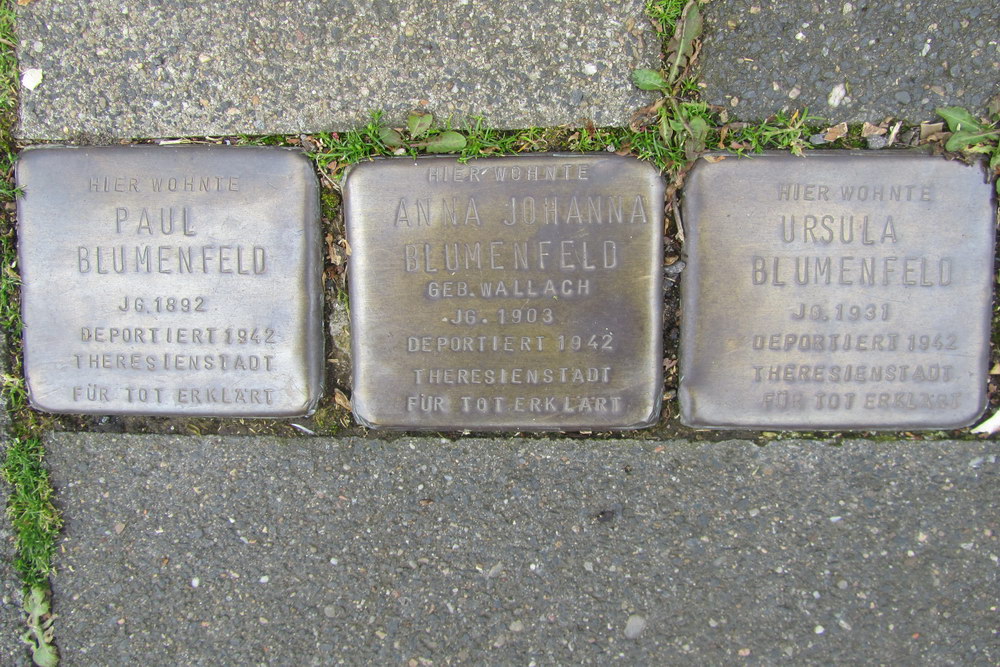 HIER WOHNTE
PAUL
BLUMENFELD
JG. 1892
DEPORTIERT 1942
THERESIENSTADT
FÜR TOT ERKLÄRT
HIER WOHNTE
ANNA JOHANNA
BLUMENFELD
GEB. WALLACH
JG. 1903
DEPORTIERT 1942
THERESIENSTADT
FÜR TOT ERKLÄRT
HIER WOHNTE
URSULA
BLUMENFELD
JG. 1931
DEPORTIERT 1942
THERESIENSTADT
FÜR TOT ERKLÄRT